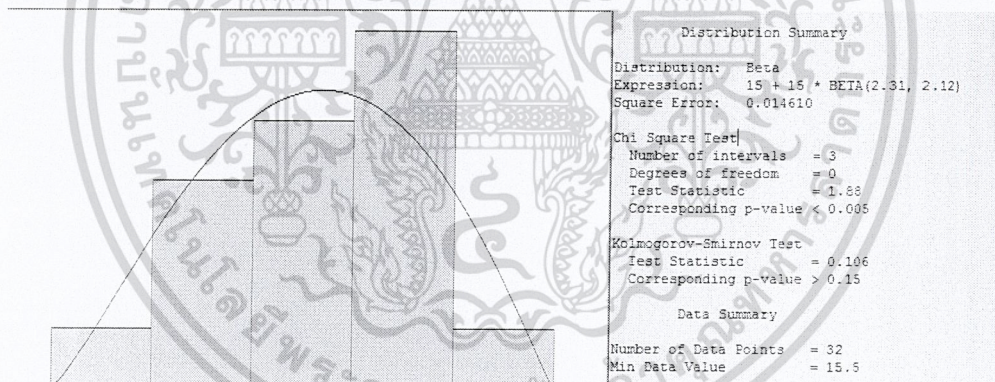 Distribution Summary
Distribution: Beta
Expression: 15 + 15 * BETA(2.31, 2.12)
Square Error: 0.014610
Chi Square Test
Number of intervals = 3
Degrees of freedom = 0
Test Statistic = 1.88
Corresponding p-value < 0.005
Kolmogorov-Smirnov Test
Test Statistic = 0.106
Corresponding p-value > 0.15
Data Summary
Number of Data Points = 32
Min Data Value = 15.5